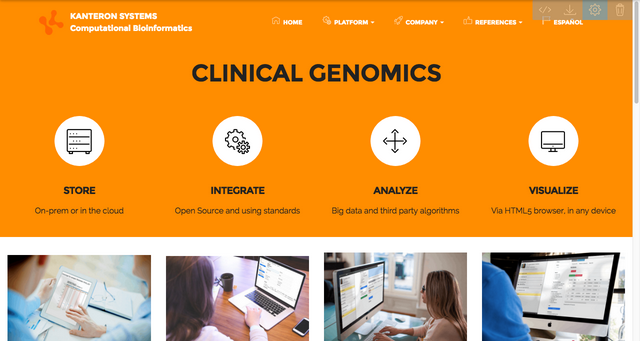 KANTERON SYSTEMS
Computational Bioinformatics
HOME
PLATFORM
COMPANY
REFERENCES
ESPAÑOL
CLINICAL GENOMICS
STORE
INTEGRATE
ANALYZE
VISUALIZE
On-prem or in the cloud
Open Source and using standards
Big data and third party algorithms
Via HTML5 browser, in any device